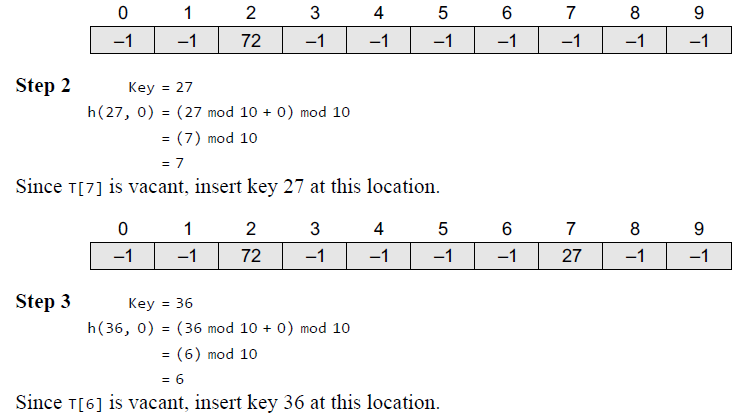 0 1 2 3 4 5 6 7 8 9
–1 –1 72 –1 –1 –1 –1 –1 –1 –1
Step 2 Key = 27
h(27, 0) = (27 mod 10 + 0) mod 10
= (7) mod 10
= 7
Since T[7] is vacant, insert key 27 at this location.
0 1 2 3 4 5 6 7 8 9
–1 –1 72 –1 –1 –1 –1 27 –1 –1
Step 3 Key = 36
h(36, 0) = (36 mod 10 + 0) mod 10
= (6) mod 10
= 6
Since T[6] is vacant, insert key 36 at this location.